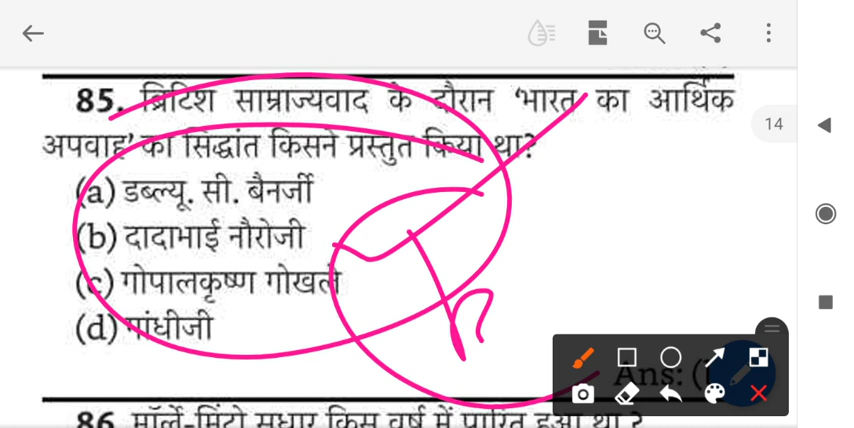 85. ब्रिटिश साम्राज्यवाद के दौरान 'भारत का आर्थिक
अपवाह' का सिद्धांत किसने प्रस्तुत किया था?
14
(a) डब्ल्यू. सी. बैनर्जी
(b) दादाभाई नौरोजी
(c) गोपालकृष्ण गोखले
(d) गांधीजी
Ans: (
86. मॉर्ले-मिंटो सुधार किस वर्ष में पारित हुआ था?